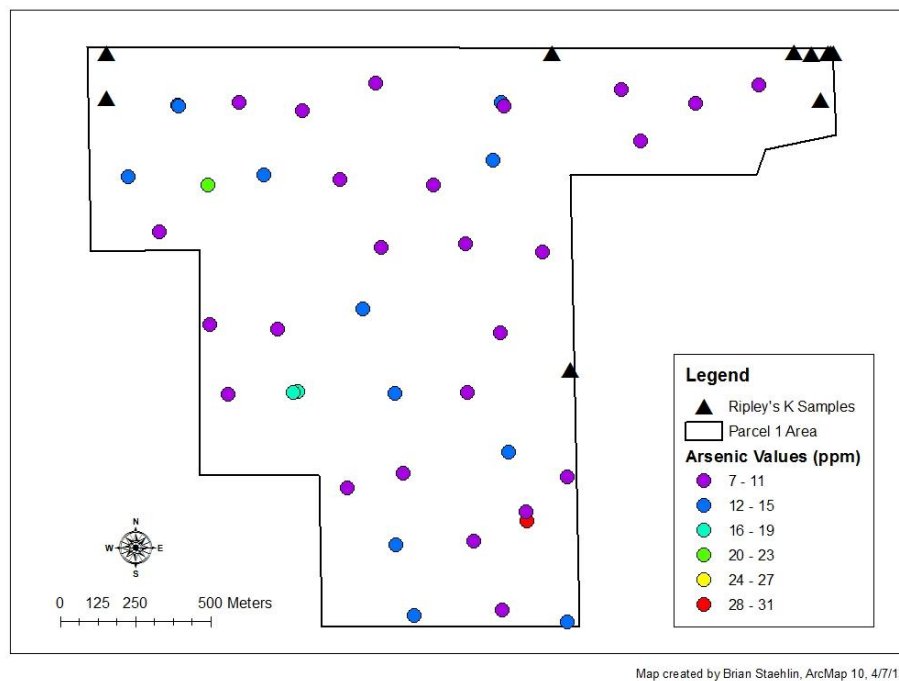 Legend
Ripley's K Samples
Parcel 1 Area
Arsenic Values (ppm)
7 - 11
12 - 15
16 - 19
20 - 23
24 - 27
28 - 31
N
W E
S
0 125 250 500 Meters
Map created by Brian Staehlin, ArcMap 10, 4/7/1